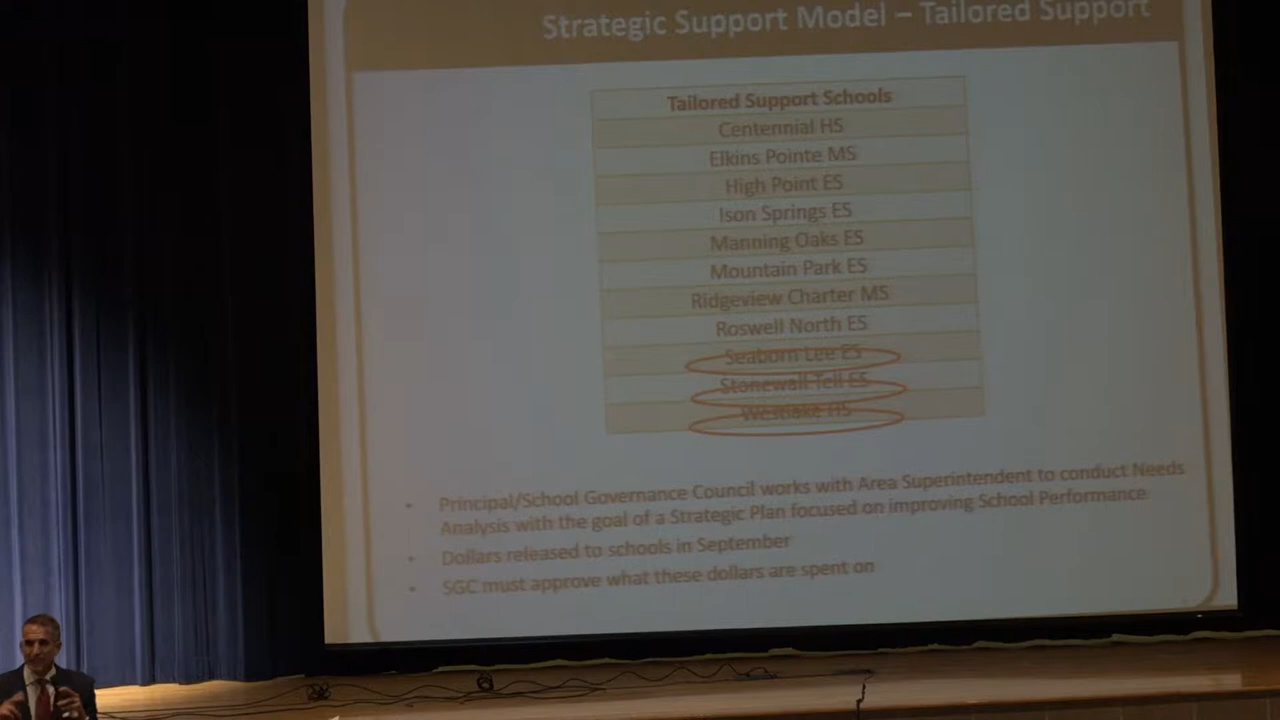 Strategic Support Model – Tailored Support
Tailored Support Schools
Centennial HS
Elkins Pointe MS
High Point ES
Ison Springs ES
Manning Oaks ES
Mountain Park ES
Ridgeview Charter MS
Roswell North ES
Seaborn Lee ES
Stonewall Tell ES
Westlake HS
• Principal/School Governance Council works with Area Superintendent to conduct Needs
Analysis with the goal of a Strategic Plan focused on improving School Performance
• Dollars released to schools in September
• SGC must approve what these dollars are spent on